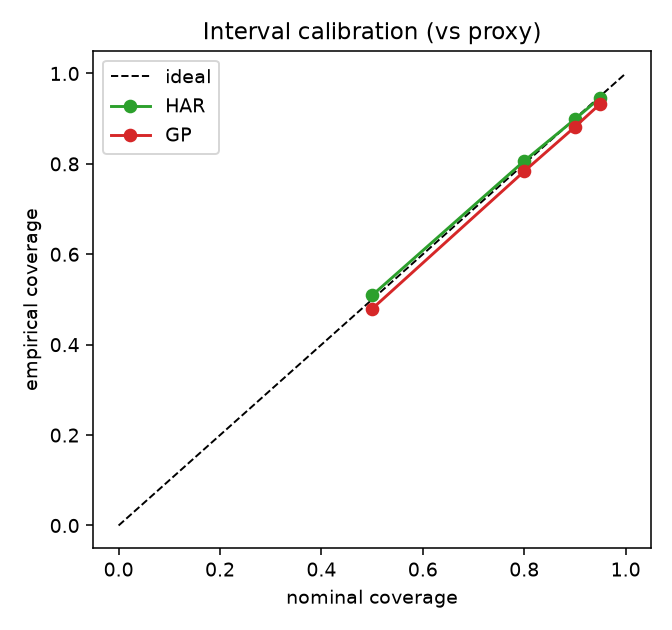 Interval calibration (vs proxy)
ideal
HAR
GP
empirical coverage
1.0
0.8
0.6
0.4
0.2
0.0
0.0 0.2 0.4 0.6 0.8 1.0
nominal coverage